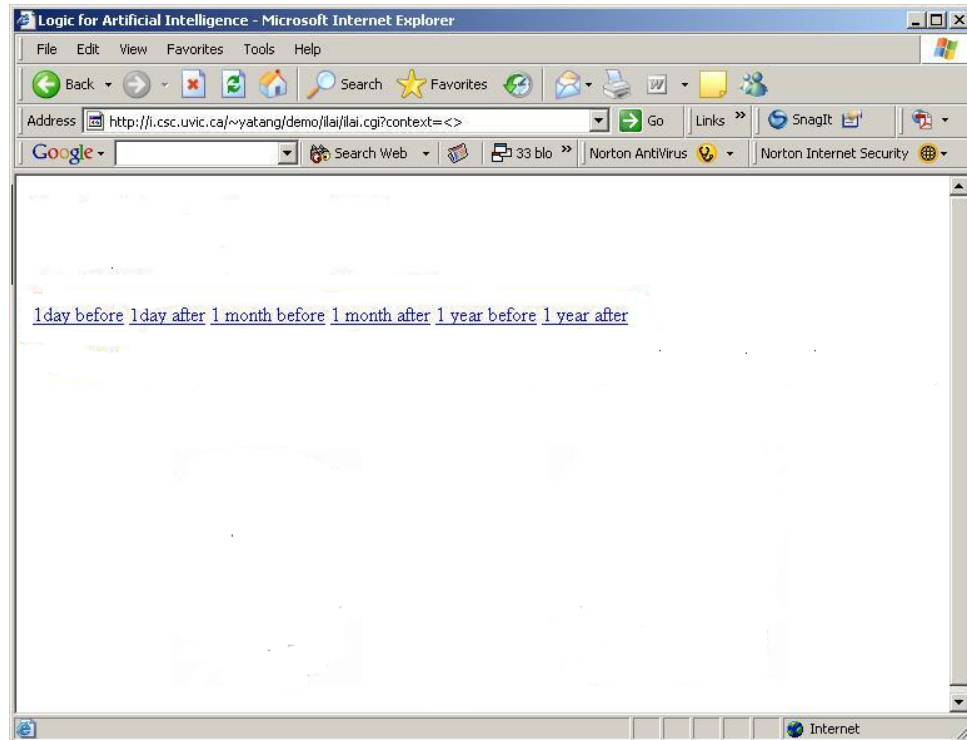 Logic for Artificial Intelligence - Microsoft Internet Explorer
File Edit View Favorites Tools Help
Back Search Favorites W
Address http://i.csc.uvic.ca/~yatang/demo/ilai/ilai.cgi?context=<> Go Links » SnagIt
Google Search Web 33 blo » Norton AntiVirus Norton Internet Security
1day before 1day after 1 month before 1 month after 1 year before 1 year after
Internet